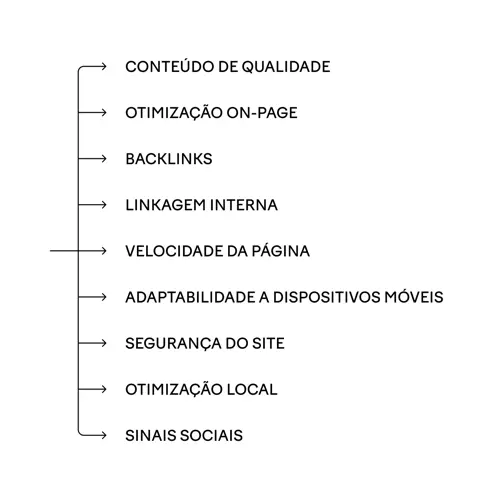 CONTEÚDO DE QUALIDADE
OTIMIZAÇÃO ON-PAGE
BACKLINKS
LINKAGEM INTERNA
VELOCIDADE DA PÁGINA
ADAPTABILIDADE A DISPOSITIVOS MÓVEIS
SEGURANÇA DO SITE
OTIMIZAÇÃO LOCAL
SINAIS SOCIAIS